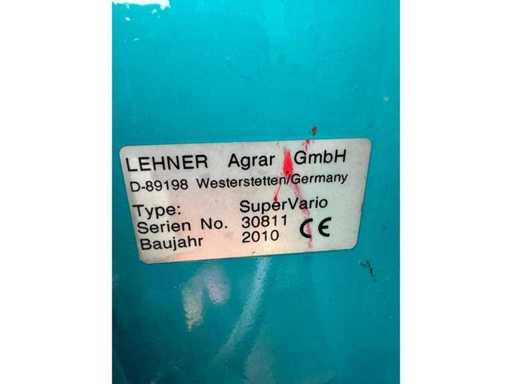 LEHNER Agrar GmbH
D-89198 Westerstetten/Germany
Type: SuperVario
Serien No. 30811
Baujahr 2010 CE